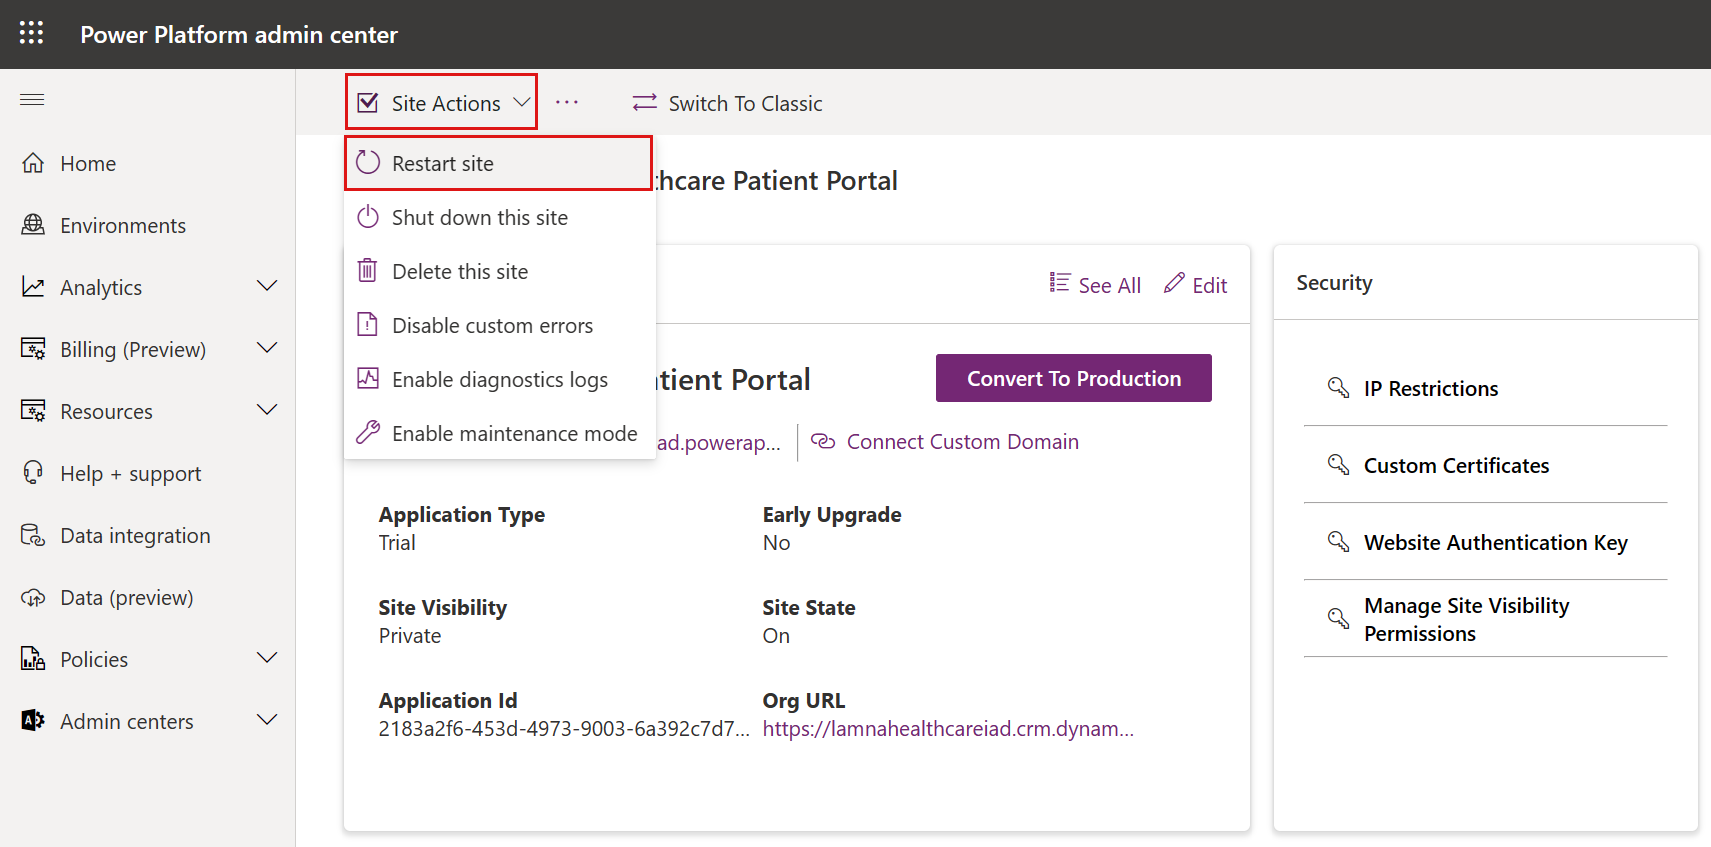 Power Platform admin center
Site Actions
Switch To Classic
Home
Environments
Analytics
Billing (Preview)
Resources
Help + support
Data integration
Data (preview)
Policies
Admin centers
Restart site
Shut down this site
Delete this site
Disable custom errors
Enable diagnostics logs
Enable maintenance mode
hcare Patient Portal
See All
Edit
tient Portal
Convert To Production
ad.powerap...
Connect Custom Domain
Application Type
Trial
Early Upgrade
No
Site Visibility
Private
Site State
On
Application Id
2183a2f6-453d-4973-9003-6a392c7d7...
Org URL
https://lamnahealthcareiad.crm.dynam...
Security
IP Restrictions
Custom Certificates
Website Authentication Key
Manage Site Visibility
Permissions